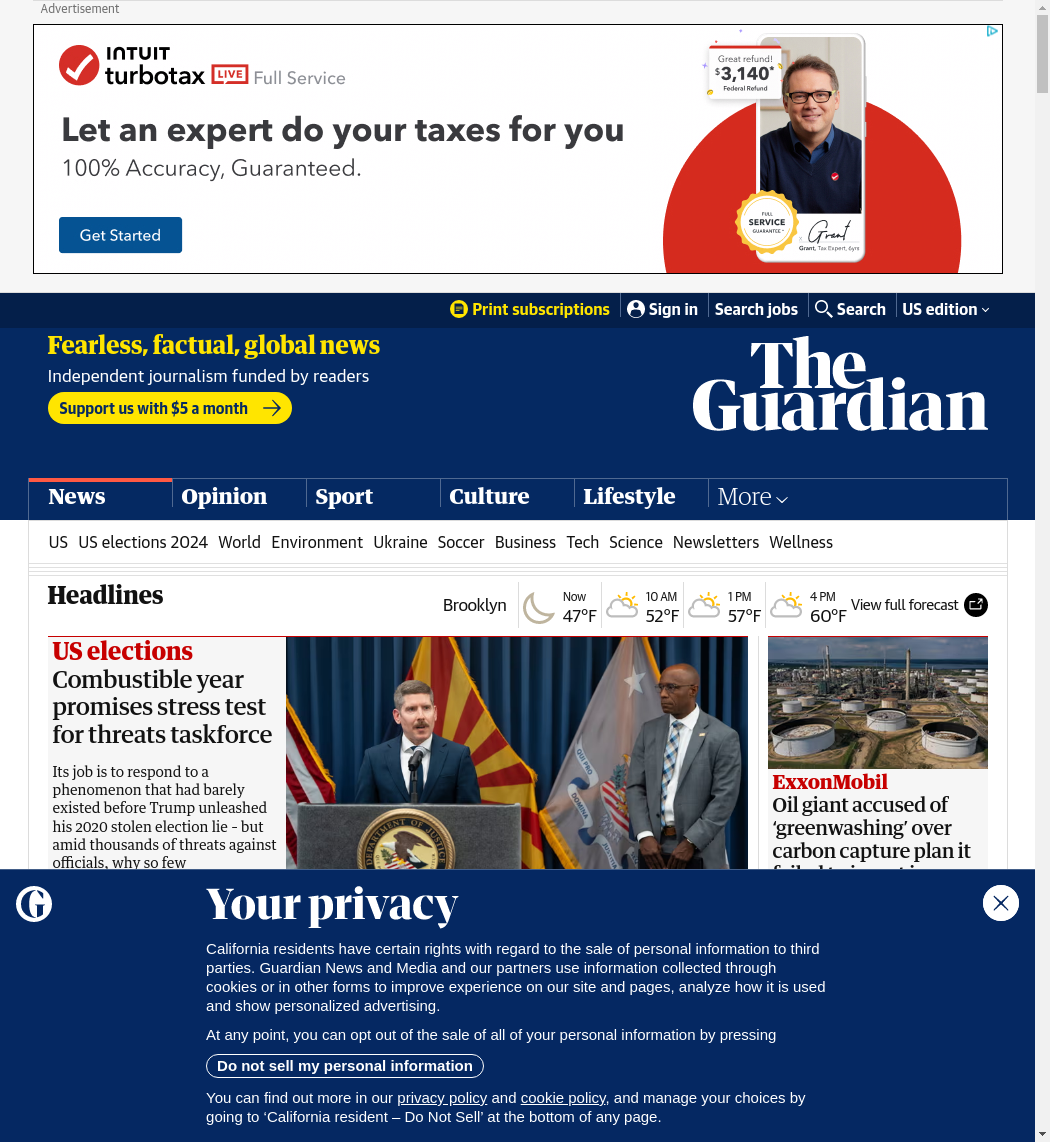 Advertisement
INTUIT
turbotax LIVE Full Service
Let an expert do your taxes for you
100% Accuracy, Guaranteed.
Get Started
Great refund!
$3,140*
Federal Refund
FULL
SERVICE
GUARANTEE
Grant
Grant, Tax Expert, 6yrs
Print subscriptions
Sign in
Search jobs
Search
US edition
Fearless, factual, global news
Independent journalism funded by readers
Support us with $5 a month
The
Guardian
News Opinion Sport Culture Lifestyle More
US US elections 2024 World Environment Ukraine Soccer Business Tech Science Newsletters Wellness
Headlines
Brooklyn
Now
47°F
10 AM
52°F
1 PM
57°F
4 PM
60°F
View full forecast
US elections
Combustible year
promises stress test
for threats taskforce
Its job is to respond to a
phenomenon that had barely
existed before Trump unleashed
his 2020 stolen election lie – but
amid thousands of threats against
officials, why so few
DEPARTMENT OF JUSTICE
QUI PRO
DOMINA
ExxonMobil
Oil giant accused of
‘greenwashing’ over
carbon capture plan it
G
Your privacy
California residents have certain rights with regard to the sale of personal information to third
parties. Guardian News and Media and our partners use information collected through
cookies or in other forms to improve experience on our site and pages, analyze how it is used
and show personalized advertising.
At any point, you can opt out of the sale of all of your personal information by pressing
Do not sell my personal information
You can find out more in our privacy policy and cookie policy, and manage your choices by
going to ‘California resident – Do Not Sell’ at the bottom of any page.